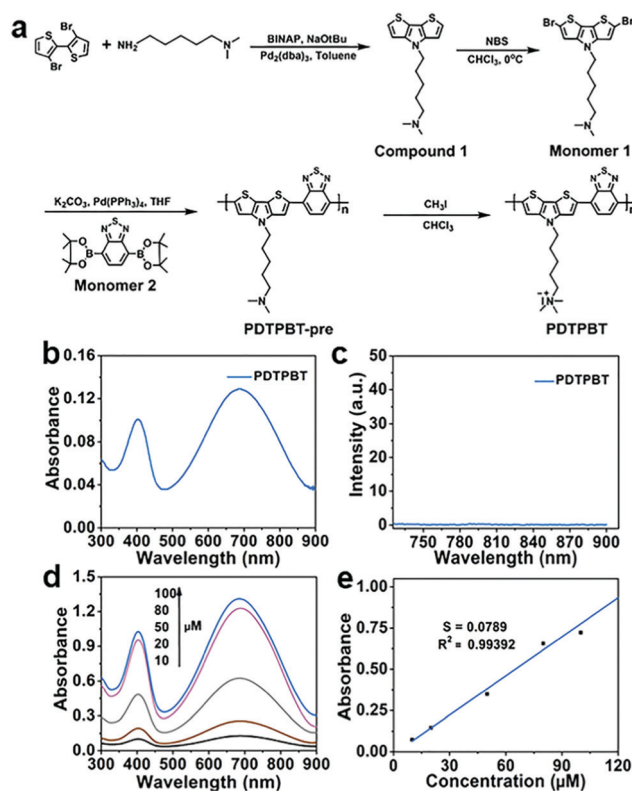 a
Br
S
S
Br
+
NH₂
N
BINAP, NaOtBu
Pd₂(dba)₃, Toluene
S
S
N
N
Compound 1
NBS
CHCl₃, 0°C
Br
S
S
Br
N
N
Monomer 1
K₂CO₃, Pd(PPh₃)₄, THF
S
N
N
O
B
O
O
B
O
Monomer 2
S
S
N
N
S
N
n
N
PDTPBT-pre
CH₃I
CHCl₃
S
S
N
N
S
N
n
I⁻
N⁺
PDTPBT
b
Absorbance
0.16
0.12
0.08
0.04
0.00
PDTPBT
300 400 500 600 700 800 900
Wavelength (nm)
c
Intensity (a.u.)
50
40
30
20
10
0
PDTPBT
750 780 810 840 870 900
Wavelength (nm)
d
Absorbance
1.5
1.2
0.9
0.6
0.3
0.0
100
80
50
20
10
µM
300 400 500 600 700 800 900
Wavelength (nm)
e
Absorbance
1.00
0.75
0.50
0.25
0.00
S = 0.0789
R² = 0.99392
0 30 60 90 120
Concentration (µM)